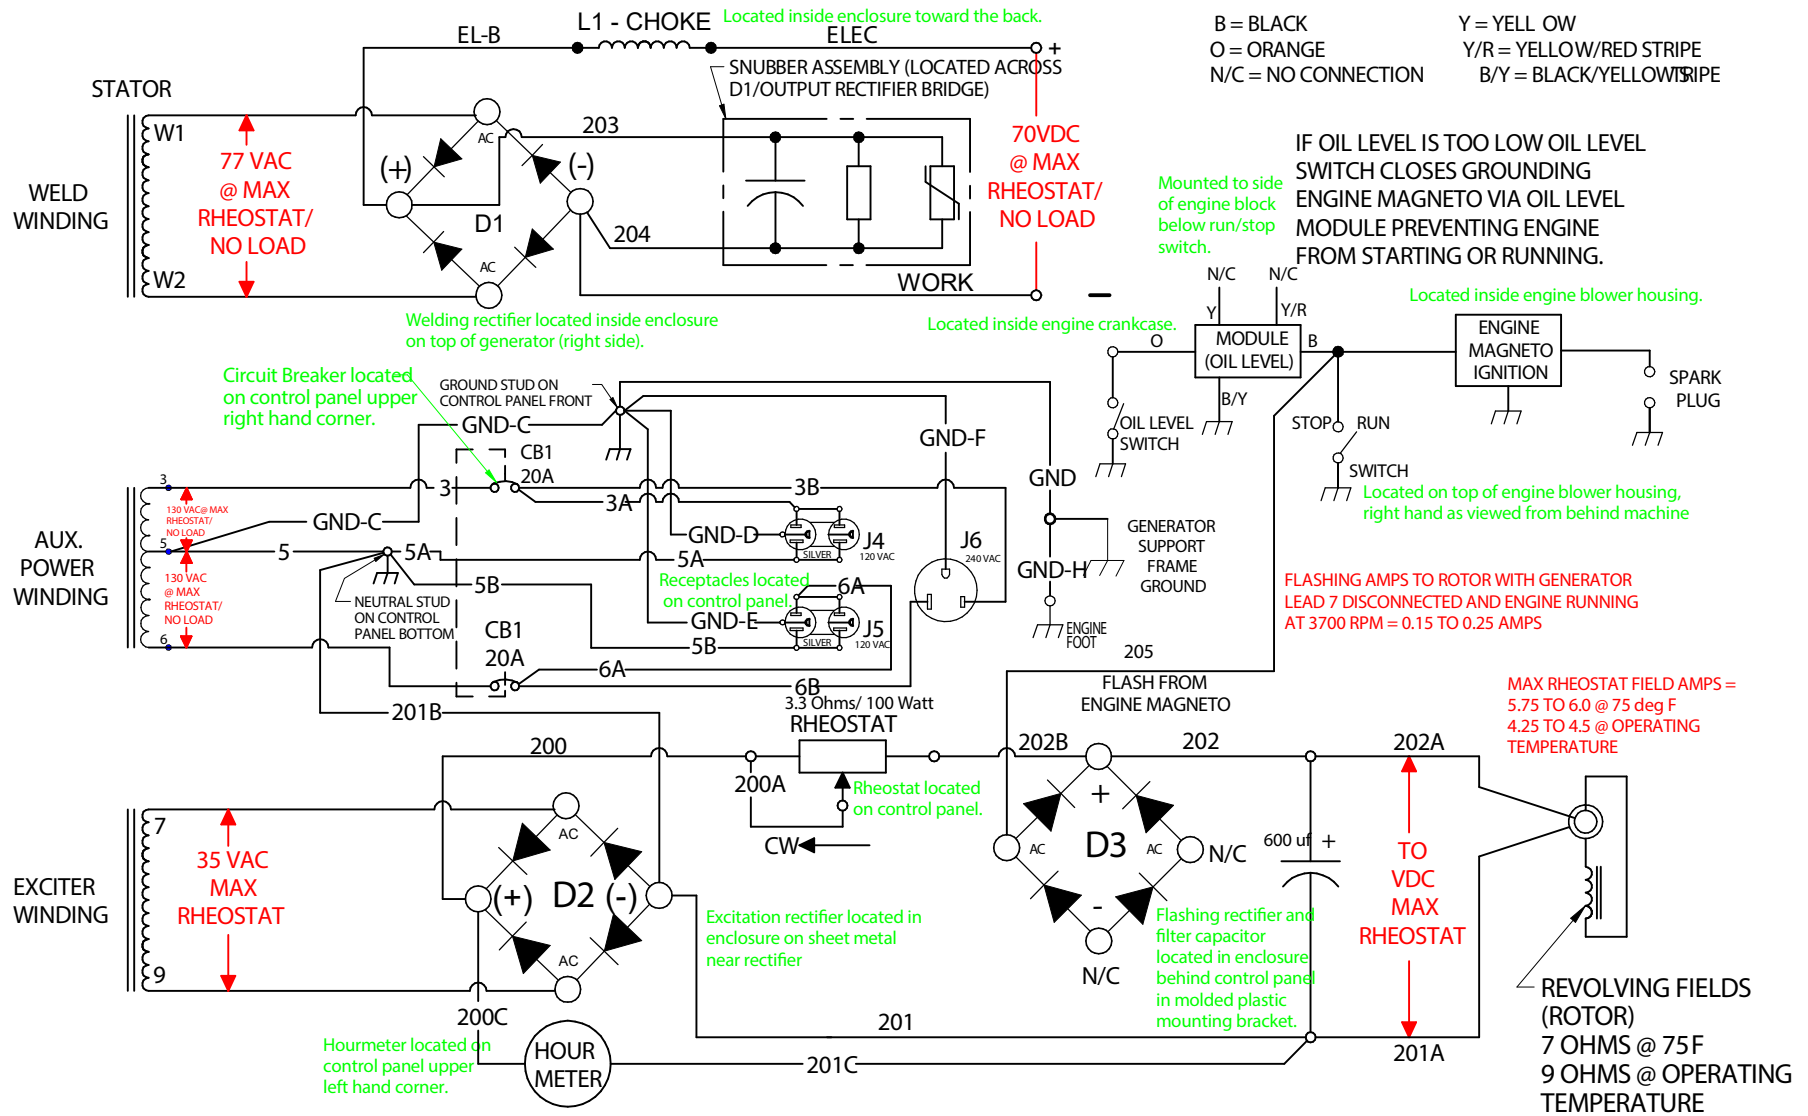 L1 - CHOKE
Located inside enclosure toward the back.
EL-B
ELEC
+
B = BLACK
Y = YELL OW
O = ORANGE
Y/R = YELLOW/RED STRIPE
N/C = NO CONNECTION
B/Y = BLACK/YELLOWSTRIPE
SNUBBER ASSEMBLY (LOCATED ACROSS
D1/OUTPUT RECTIFIER BRIDGE)
STATOR
W1
W2
WELD
WINDING
77 VAC
@ MAX
RHEOSTAT/
NO LOAD
AC
(+)
(-)
D1
AC
203
204
70VDC
@ MAX
RHEOSTAT/
NO LOAD
WORK
−
Welding rectifier located inside enclosure
on top of generator (right side).
IF OIL LEVEL IS TOO LOW OIL LEVEL
SWITCH CLOSES GROUNDING
ENGINE MAGNETO VIA OIL LEVEL
MODULE PREVENTING ENGINE
FROM STARTING OR RUNNING.
Mounted to side
of engine block
below run/stop
switch.
N/C
N/C
Y
Y/R
Located inside engine crankcase.
Located inside engine blower housing.
O
MODULE
(OIL LEVEL)
B
B/Y
ENGINE
MAGNETO
IGNITION
SPARK
PLUG
OIL LEVEL
SWITCH
STOP
RUN
SWITCH
Located on top of engine blower housing,
right hand as viewed from behind machine
Circuit Breaker located
on control panel upper
right hand corner.
GROUND STUD ON
CONTROL PANEL FRONT
GND-C
GND-F
CB1
20A
3
3
3A
3B
GND
130 VAC@ MAX
RHEOSTAT/
NO LOAD
GND-C
GND-D
J4
120 VAC
SILVER
AUX.
POWER
WINDING
5
5
5A
5A
J6
240 VAC
GENERATOR
SUPPORT
FRAME
GROUND
GND-H
130 VAC
@ MAX
RHEOSTAT/
NO LOAD
5B
Receptacles located
on control panel.
6A
NEUTRAL STUD
ON CONTROL
PANEL BOTTOM
GND-E
J5
120 VAC
SILVER
ENGINE
FOOT
6
CB1
20A
5B
6A
6B
FLASHING AMPS TO ROTOR WITH GENERATOR
LEAD 7 DISCONNECTED AND ENGINE RUNNING
AT 3700 RPM = 0.15 TO 0.25 AMPS
205
FLASH FROM
ENGINE MAGNETO
MAX RHEOSTAT FIELD AMPS =
5.75 TO 6.0 @ 75 deg F
4.25 TO 4.5 @ OPERATING
TEMPERATURE
201B
3.3 Ohms/ 100 Watt
RHEOSTAT
200
200A
202B
202
202A
Rheostat located
on control panel.
CW
EXCITER
WINDING
7
9
35 VAC
MAX
RHEOSTAT
AC
(+)
D2
(-)
AC
+
AC
D3
AC
-
N/C
N/C
600 uf
+
TO
VDC
MAX
RHEOSTAT
Excitation rectifier located in
enclosure on sheet metal
near rectifier
Flashing rectifier and
filter capacitor
located in enclosure
behind control panel
in molded plastic
mounting bracket.
200C
201
201A
201C
HOUR
METER
Hourmeter located on
control panel upper
left hand corner.
REVOLVING FIELDS
(ROTOR)
7 OHMS @ 75F
9 OHMS @ OPERATING
TEMPERATURE